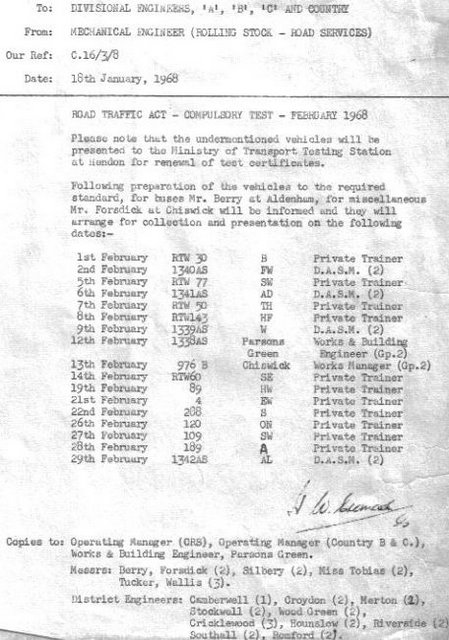 To: DIVISIONAL ENGINEERS, 'A', 'B', 'C' AND COUNTRY
From: MECHANICAL ENGINEER (ROLLING STOCK - ROAD SERVICES)
Our Ref: C.16/3/8
Date: 18th January, 1968
ROAD TRAFFIC ACT - COMPULSORY TEST - FEBRUARY 1968
Please note that the undermentioned vehicles will be
presented to the Ministry of Transport Testing Station
at Hendon for renewal of test certificates.
Following preparation of the vehicles to the required
standard, for buses Mr. Berry at Aldenham, for miscellaneous
Mr. Forsdick at Chiswick will be informed and they will
arrange for collection and presentation on the following
dates:-
1st February RTW 30 B Private Trainer
2nd February 1340AS FW D.A.S.M. (2)
5th February RTW 77 SW Private Trainer
6th February 1341AS AD D.A.S.M. (2)
7th February RTW 50 TH Private Trainer
8th February RTW143 HF Private Trainer
9th February 1339AS W D.A.S.M. (2)
12th February 1338AS Parsons Works & Building
Green Engineer (Gp.2)
13th February 976 B Chiswick Works Manager (Gp.2)
14th February RTW60 SE Private Trainer
19th February 89 HW Private Trainer
21st February 4 EW Private Trainer
22nd February 208 S Private Trainer
26th February 120 ON Private Trainer
27th February 109 SW Private Trainer
28th February 189 A Private Trainer
29th February 1342AS AL D.A.S.M. (2)
Copies to: Operating Manager (CRS), Operating Manager (Country B & C.),
Works & Building Engineer, Parsons Green.
Messrs: Berry, Forsdick (2), Silbery (2), Miss Tobias (2),
Tucker, Wallis (3).
District Engineers: Camberwell (1), Croydon (2), Merton (2),
Stockwell (2), Wood Green (2),
Cricklewood (3), Hounslow (2), Riverside (2)
Southall (2), Romford (2).